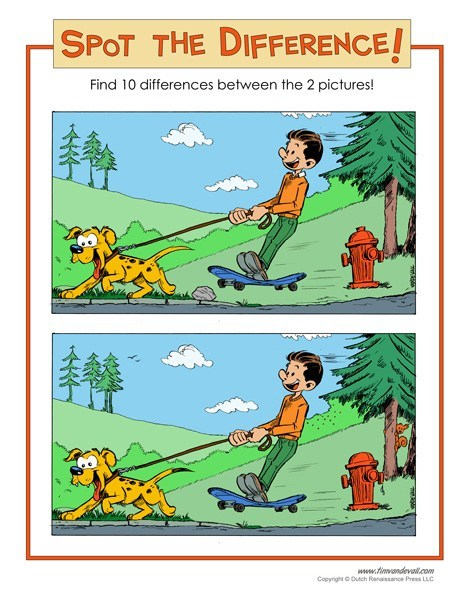 SPOT THE DIFFERENCE!
Find 10 differences between the 2 pictures!
www.timvandevall.com
Copyright © Dutch Renaissance Press LLC